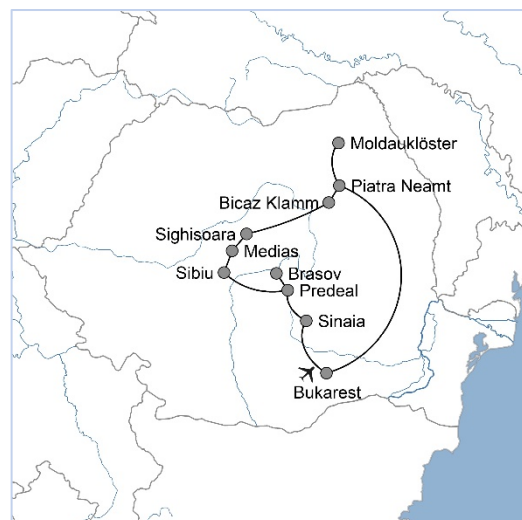 Moldauklöster
Piatra Neamt
Bicaz Klamm
Sighisoara
Medias
Sibiu
Brasov
Predeal
Sinaia
Bukarest